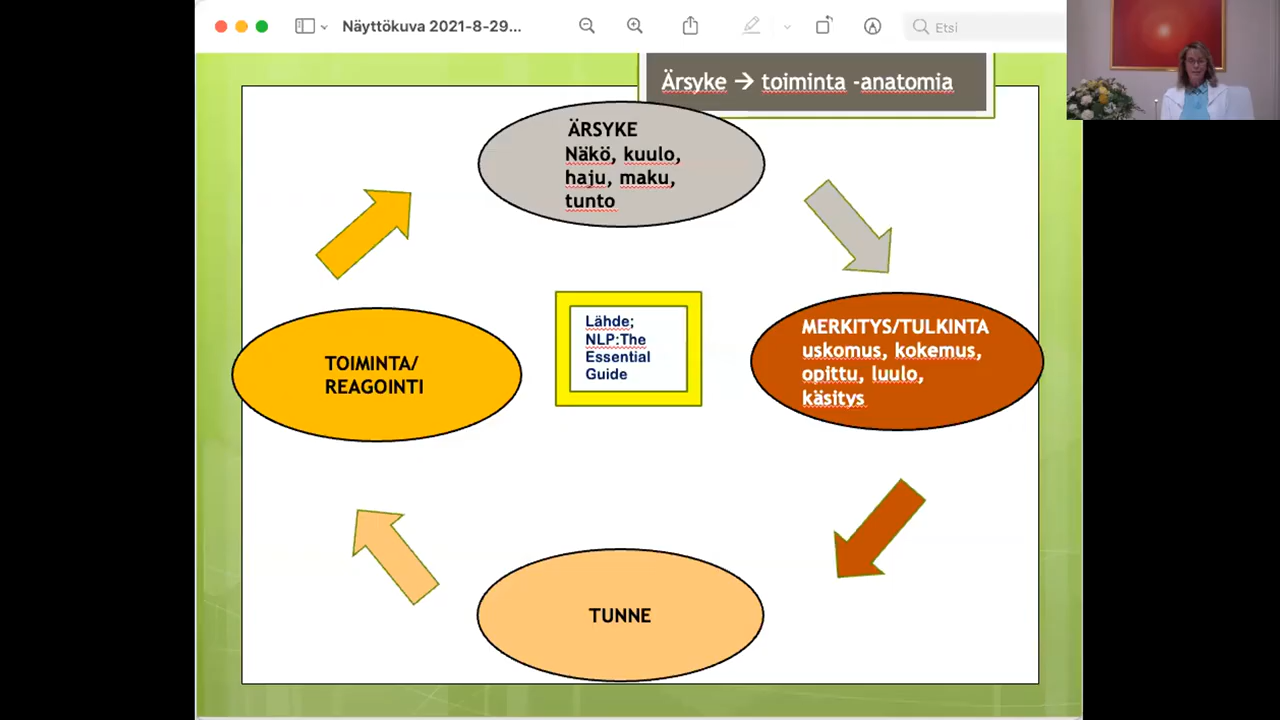 Näyttökuva 2021-8-29...
Etsi
Ärsyke → toiminta -anatomia
ÄRSYKE
Näkö, kuulo,
haju, maku,
tunto
MERKITYS/TULKINTA
uskomus, kokemus,
opittu, luulo,
käsitys
Lähde;
NLP:The
Essential
Guide
TOIMINTA/
REAGOINTI
TUNNE